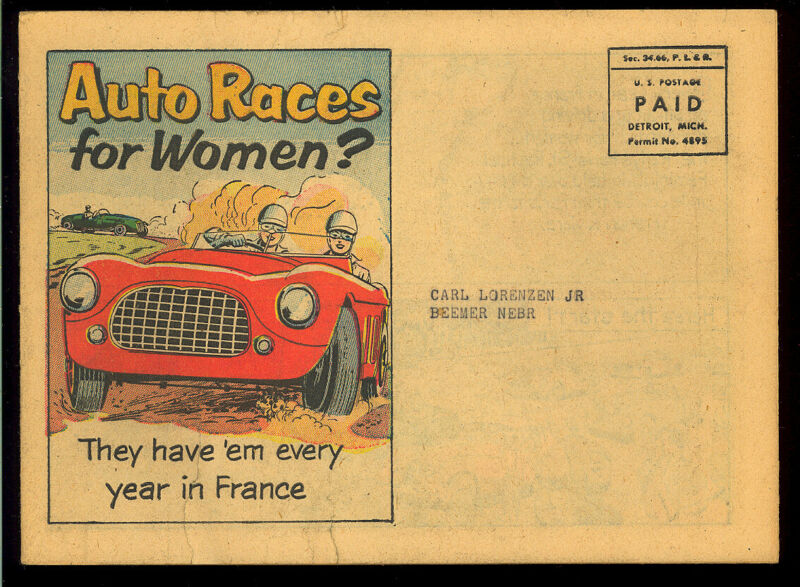 Auto Races
for Women?
They have 'em every
year in France
Sec. 34.66, P. L. & R.
U. S. POSTAGE
PAID
DETROIT, MICH.
Permit No. 4895
CARL LORENZEN JR
BEEMER NEBR